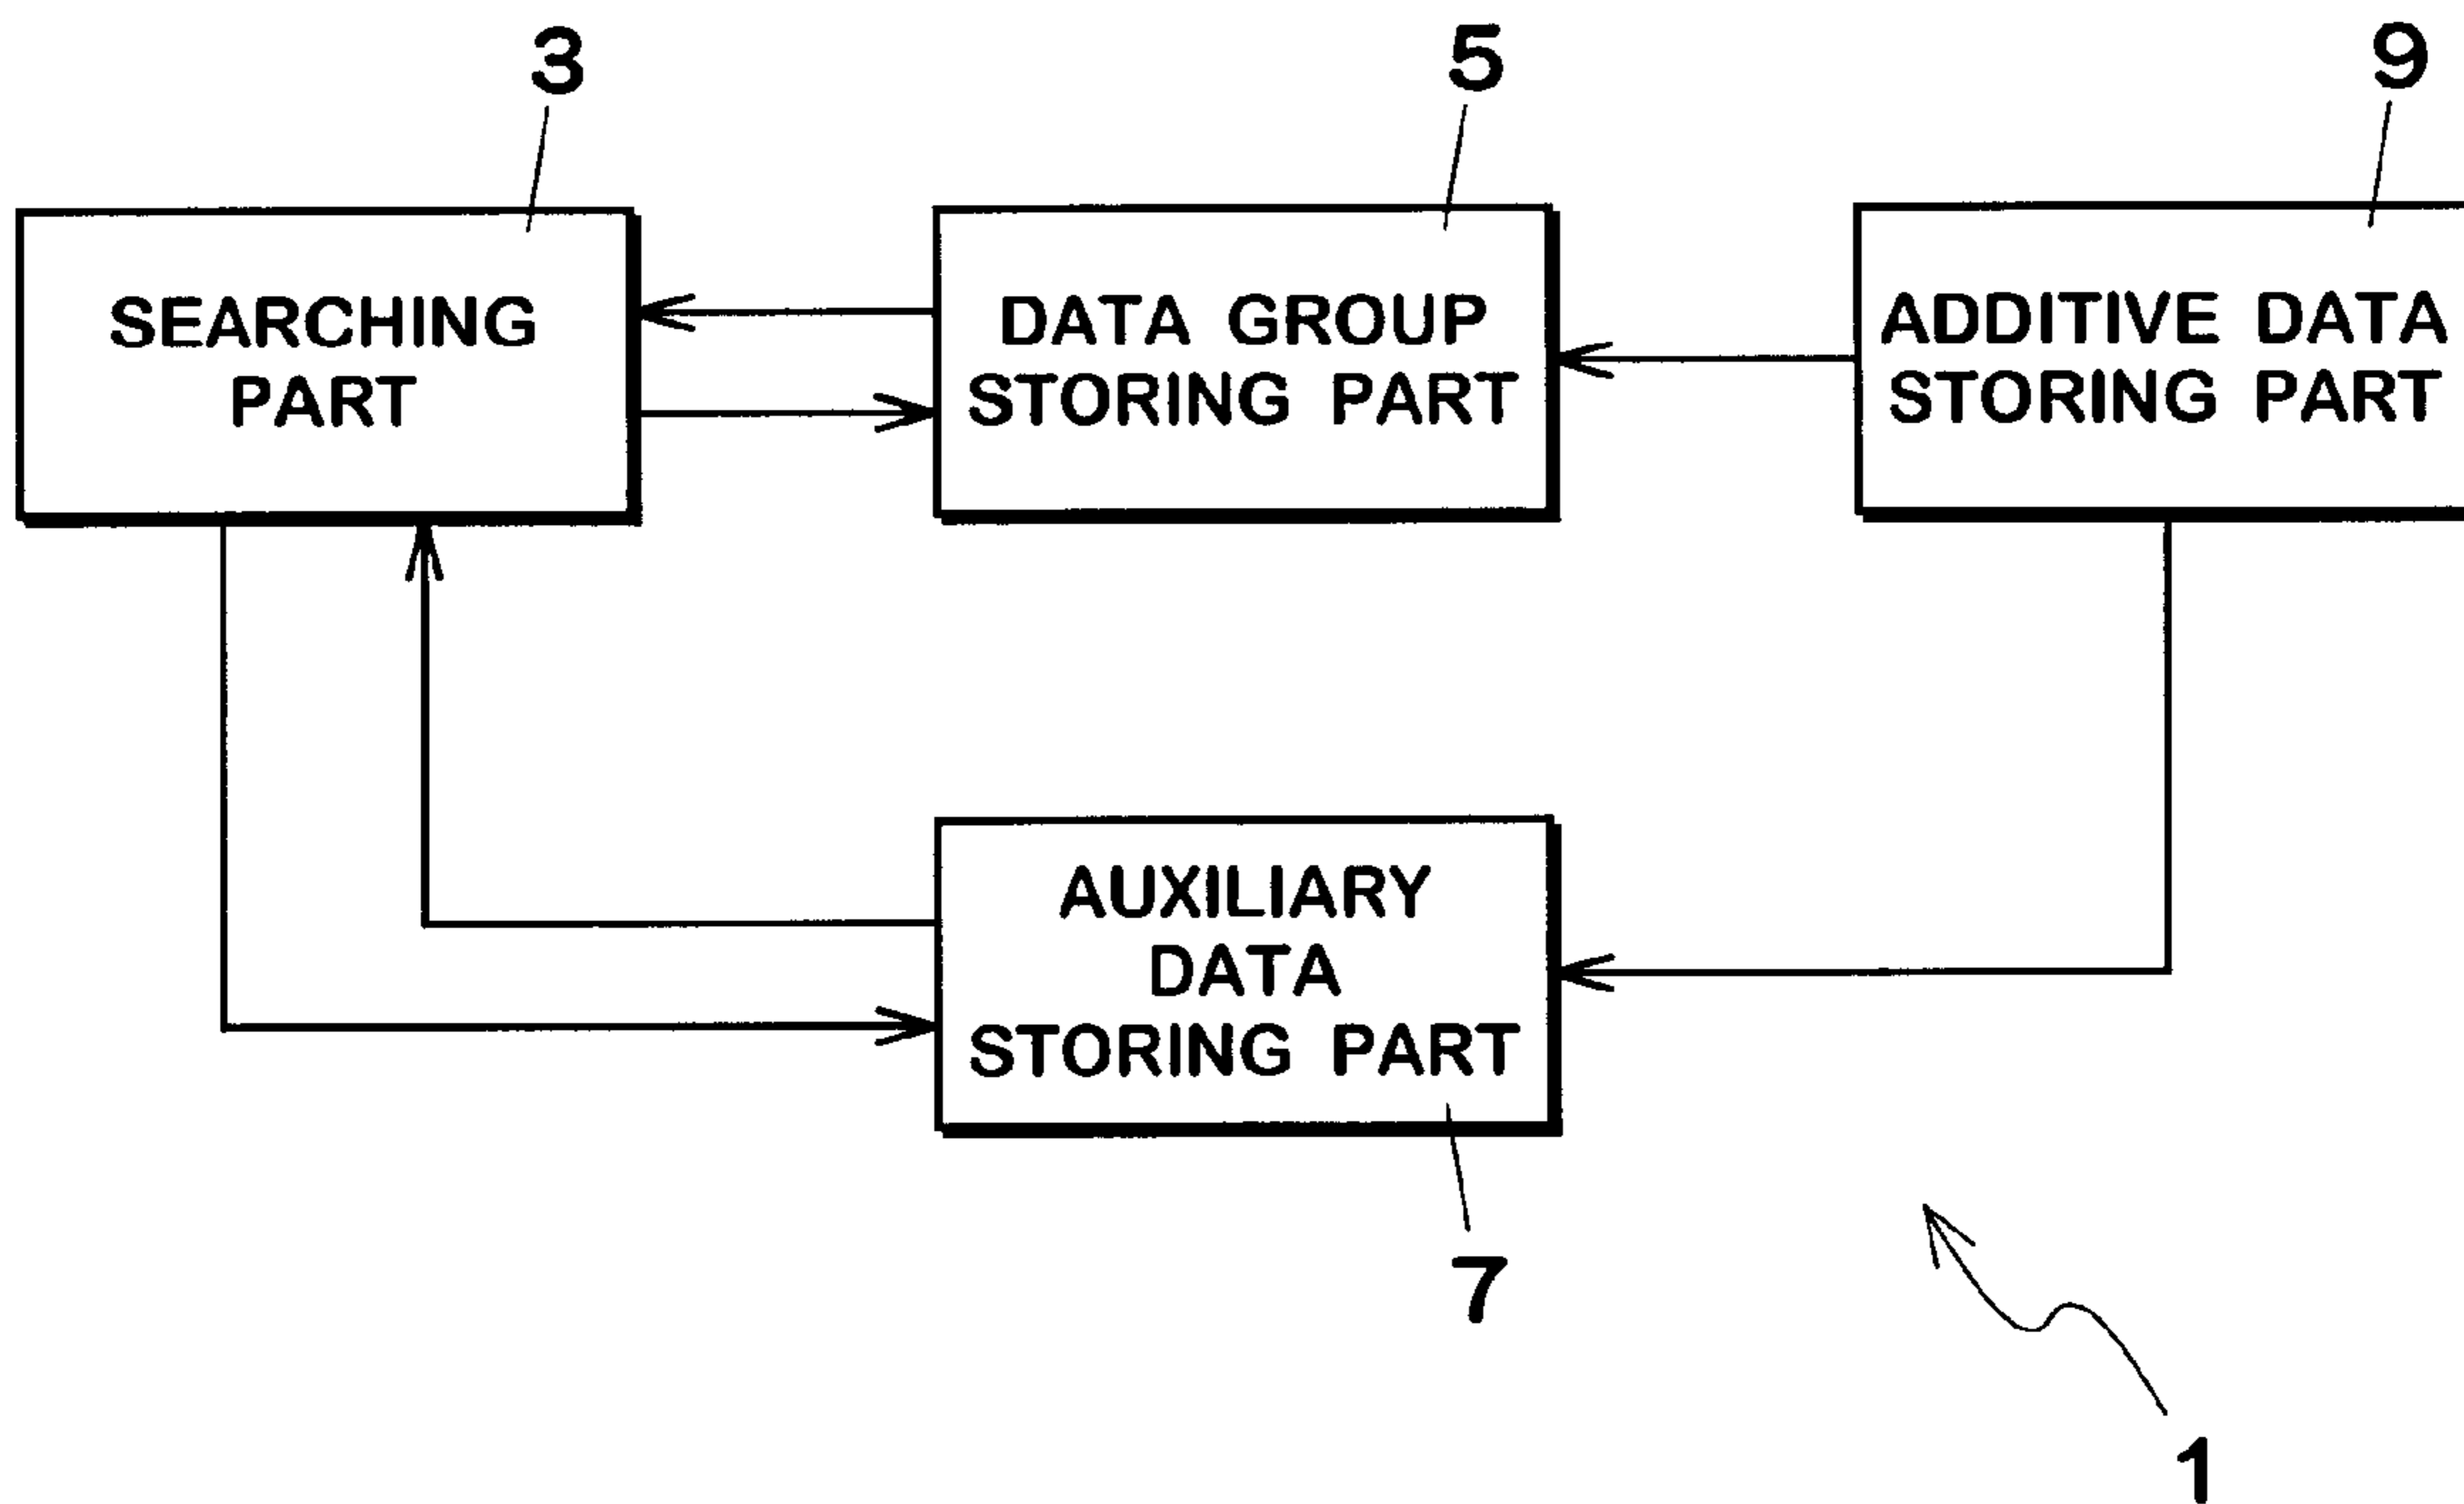 3
5
9
SEARCHING
PART
DATA GROUP
STORING PART
ADDITIVE DATA
STORING PART
AUXILIARY
DATA
STORING PART
7
1